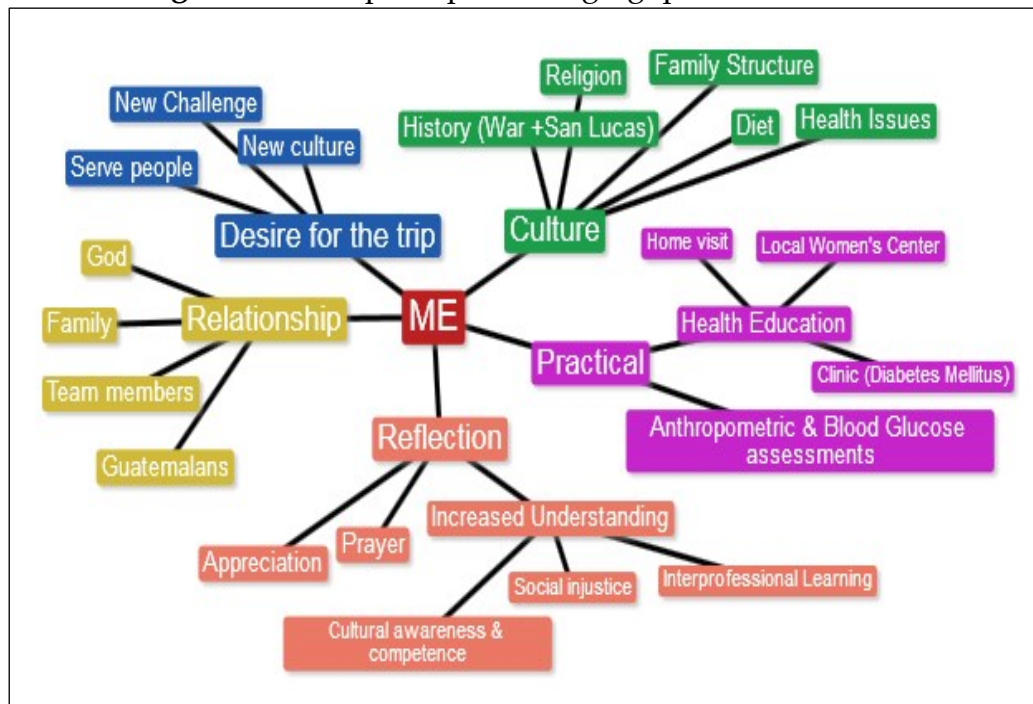 New Challenge
New culture
Serve people
Desire for the trip
Religion
Family Structure
History (War +San Lucas)
Diet
Health Issues
Culture
God
Family
Relationship
Team members
Guatemalans
ME
Home visit
Local Women's Center
Health Education
Practical
Clinic (Diabetes Mellitus)
Anthropometric & Blood Glucose
assessments
Reflection
Increased Understanding
Prayer
Appreciation
Social injustice
Interprofessional Learning
Cultural awareness &
competence